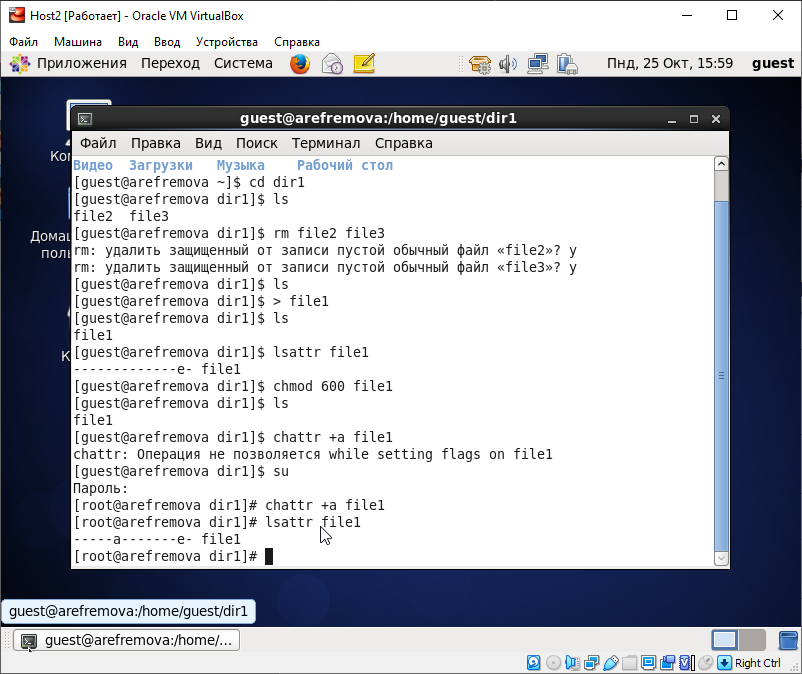 Host2 [Работает] - Oracle VM VirtualBox
Файл Машина Вид Ввод Устройства Справка
Приложения Переход Система Пнд, 25 Окт, 15:59 guest
guest@arefremova:/home/guest/dir1
Файл Правка Вид Поиск Терминал Справка
Видео Загрузки Музыка Рабочий стол
[guest@arefremova ~]$ cd dir1
[guest@arefremova dir1]$ ls
file2 file3
[guest@arefremova dir1]$ rm file2 file3
rm: удалить защищенный от записи пустой обычный файл «file2»? y
rm: удалить защищенный от записи пустой обычный файл «file3»? y
[guest@arefremova dir1]$ ls
[guest@arefremova dir1]$ > file1
[guest@arefremova dir1]$ ls
file1
[guest@arefremova dir1]$ lsattr file1
-------------e- file1
[guest@arefremova dir1]$ chmod 600 file1
[guest@arefremova dir1]$ ls
file1
[guest@arefremova dir1]$ chattr +a file1
chattr: Операция не позволяется while setting flags on file1
[guest@arefremova dir1]$ su
Пароль:
[root@arefremova dir1]# chattr +a file1
[root@arefremova dir1]# lsattr file1
-----a-------e- file1
[root@arefremova dir1]#
guest@arefremova:/home/guest/dir1
guest@arefremova:/home/...
Right Ctrl